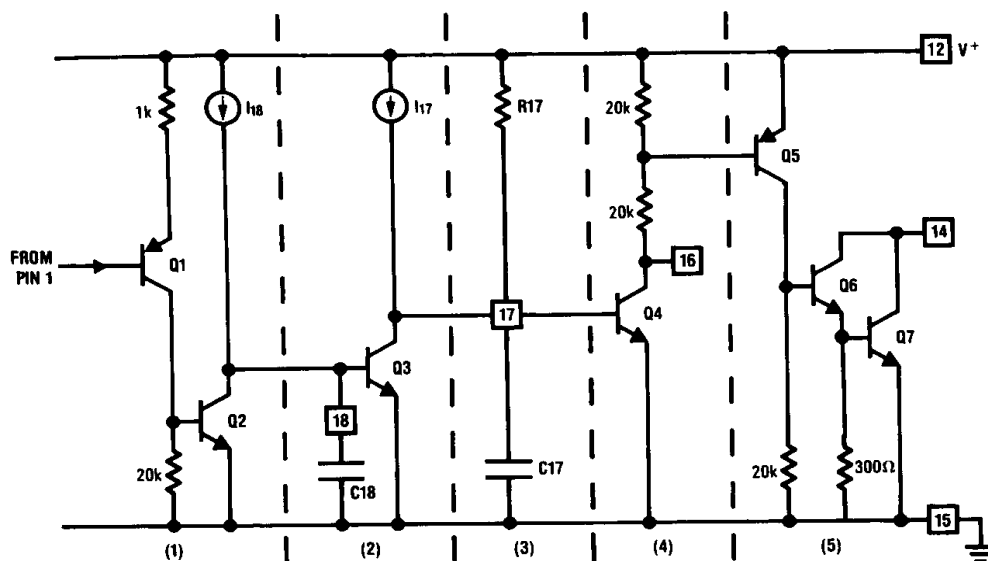 12 V+
1k
I18
I17
R17
20k
Q5
20k
14
FROM
PIN 1
Q1
16
Q6
17
Q4
Q7
Q3
18
Q2
20k
C18
C17
20k
300Ω
15
(1)
(2)
(3)
(4)
(5)